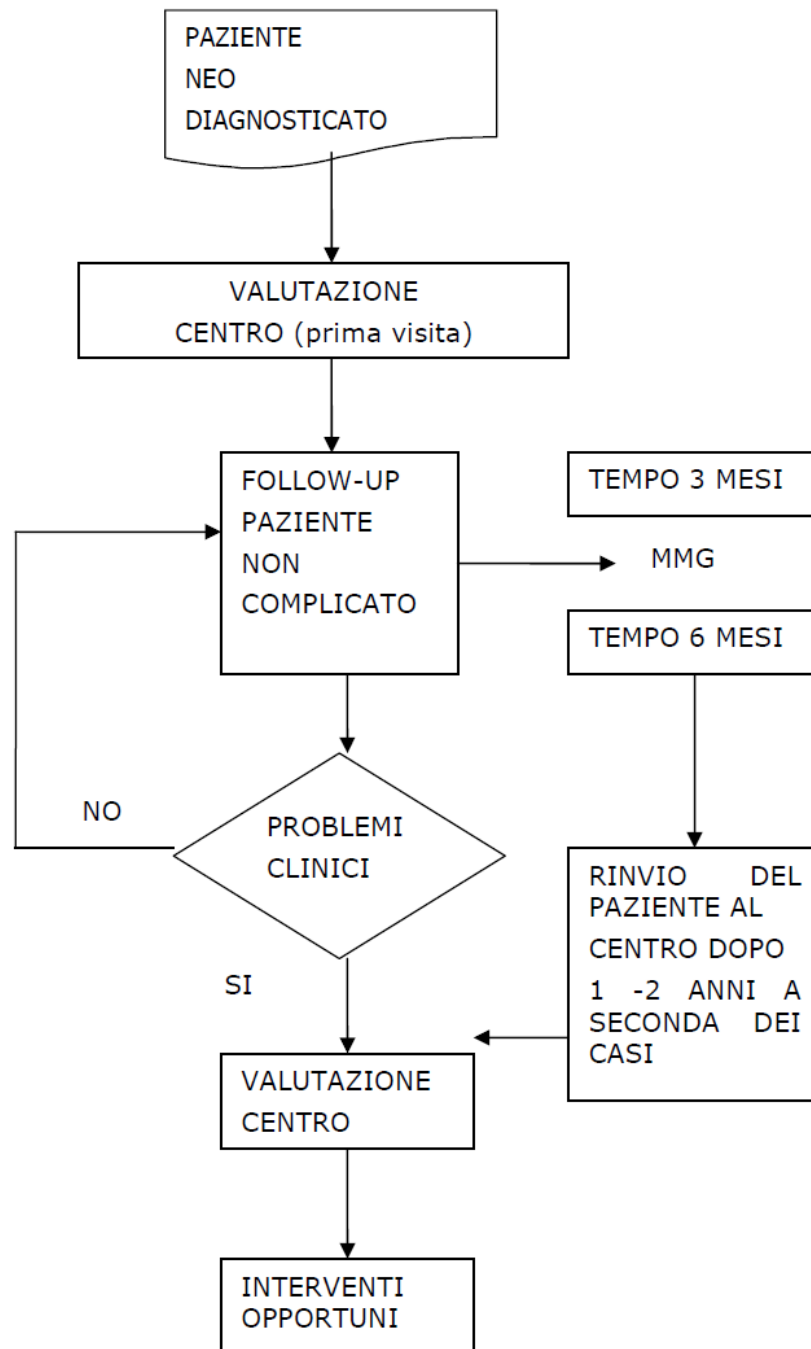 PAZIENTE
NEO
DIAGNOSTICATO
VALUTAZIONE
CENTRO (prima visita)
FOLLOW-UP
PAZIENTE
NON
COMPLICATO
TEMPO 3 MESI
MMG
TEMPO 6 MESI
NO
PROBLEMI
CLINICI
SI
RINVIO DEL
PAZIENTE AL
CENTRO DOPO
1 -2 ANNI A
SECONDA DEI
CASI
VALUTAZIONE
CENTRO
INTERVENTI
OPPORTUNI